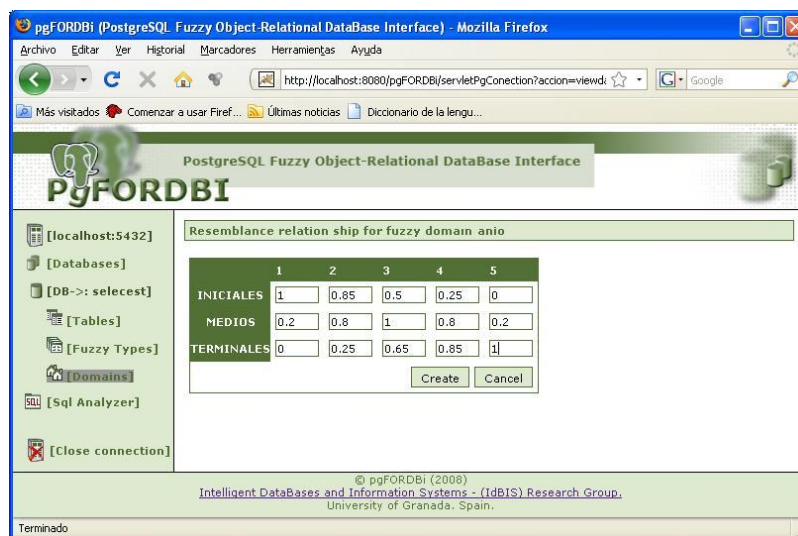 pgFORDBi (PostgreSQL Fuzzy Object-Relational DataBase Interface) - Mozilla Firefox
Archivo Editar Ver Historial Marcadores Herramientas Ayuda
http://localhost:8080/pgFORDBi/servletPgConection?accion=viewda
Google
Más visitados Comenzar a usar Firef... Últimas noticias Diccionario de la lengu...
PgFORDBI
PostgreSQL Fuzzy Object-Relational DataBase Interface
[localhost:5432]
[Databases]
[DB->: selecest]
[Tables]
[Fuzzy Types]
[Domains]
SQL [Sql Analyzer]
[Close connection]
Resemblance relation ship for fuzzy domain anio
1 2 3 4 5
INICIALES 1 0.85 0.5 0.25 0
MEDIOS 0.2 0.8 1 0.8 0.2
TERMINALES 0 0.25 0.65 0.85 1
Create Cancel
© pgFORDBi (2008)
Intelligent DataBases and Information Systems - (IdBIS) Research Group.
University of Granada. Spain.
Terminado